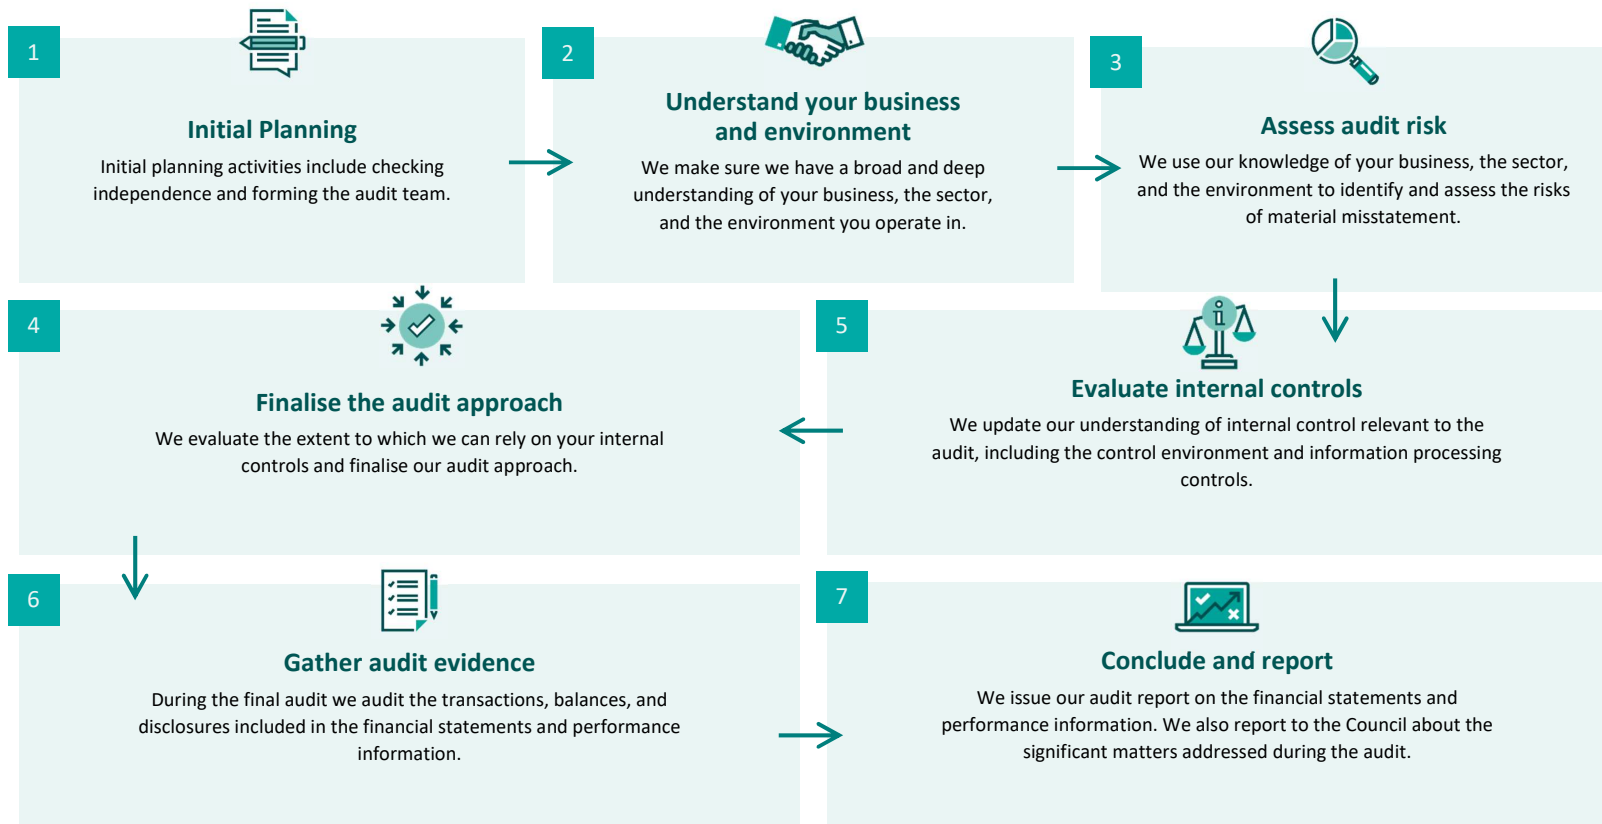 1
Initial Planning
Initial planning activities include checking
independence and forming the audit team.
2
Understand your business
and environment
We make sure we have a broad and deep
understanding of your business, the sector,
and the environment you operate in.
3
Assess audit risk
We use our knowledge of your business, the sector,
and the environment to identify and assess the risks
of material misstatement.
4
Finalise the audit approach
We evaluate the extent to which we can rely on your internal
controls and finalise our audit approach.
5
Evaluate internal controls
We update our understanding of internal control relevant to the
audit, including the control environment and information processing
controls.
6
Gather audit evidence
During the final audit we audit the transactions, balances, and
disclosures included in the financial statements and performance
information.
7
Conclude and report
We issue our audit report on the financial statements and
performance information. We also report to the Council about the
significant matters addressed during the audit.